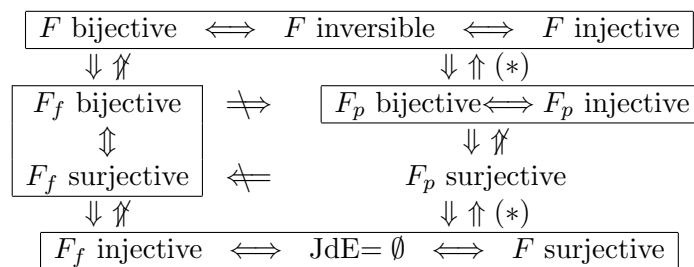 F bijective ⟺ F inversible ⟺ F injective
⇓ ⇑̸ ⇓ ⇑ (∗)
F_f bijective ⇏ F_p bijective ⟺ F_p injective
⇕ ⇓ ⇑̸
F_f surjective ⇍ F_p surjective
⇓ ⇑̸ ⇓ ⇑ (∗)
F_f injective ⟺ JdE= ∅ ⟺ F surjective